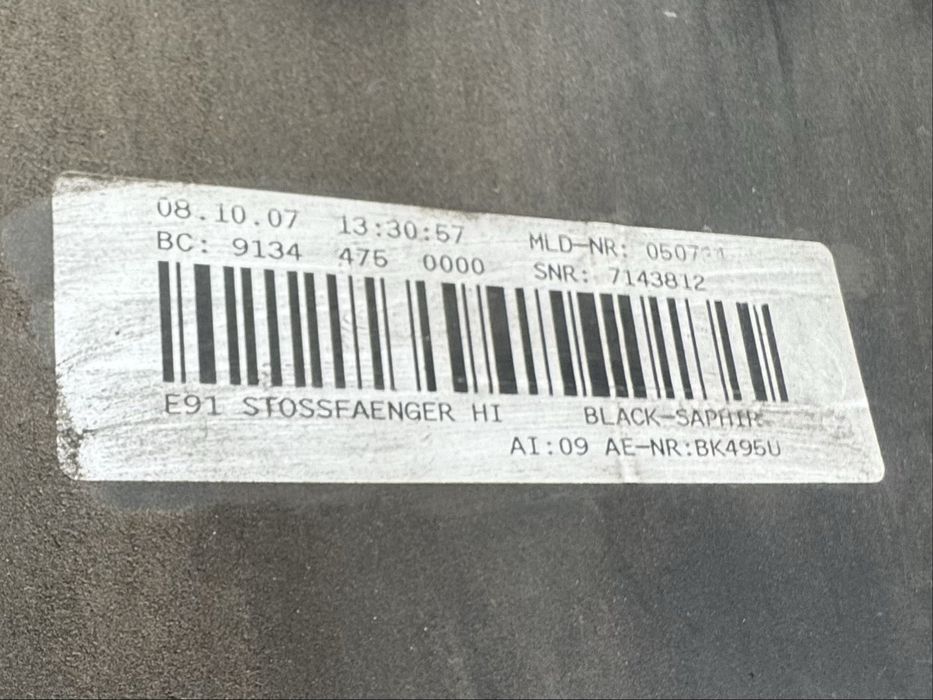 08.10.07 13:30:57 MLD-NR:
BC: 9134 475 0000 SNR: 7143812
E91 STOSSFAENGER HI BLACK-SAPHIR
AI:09 AE-NR:BK495U